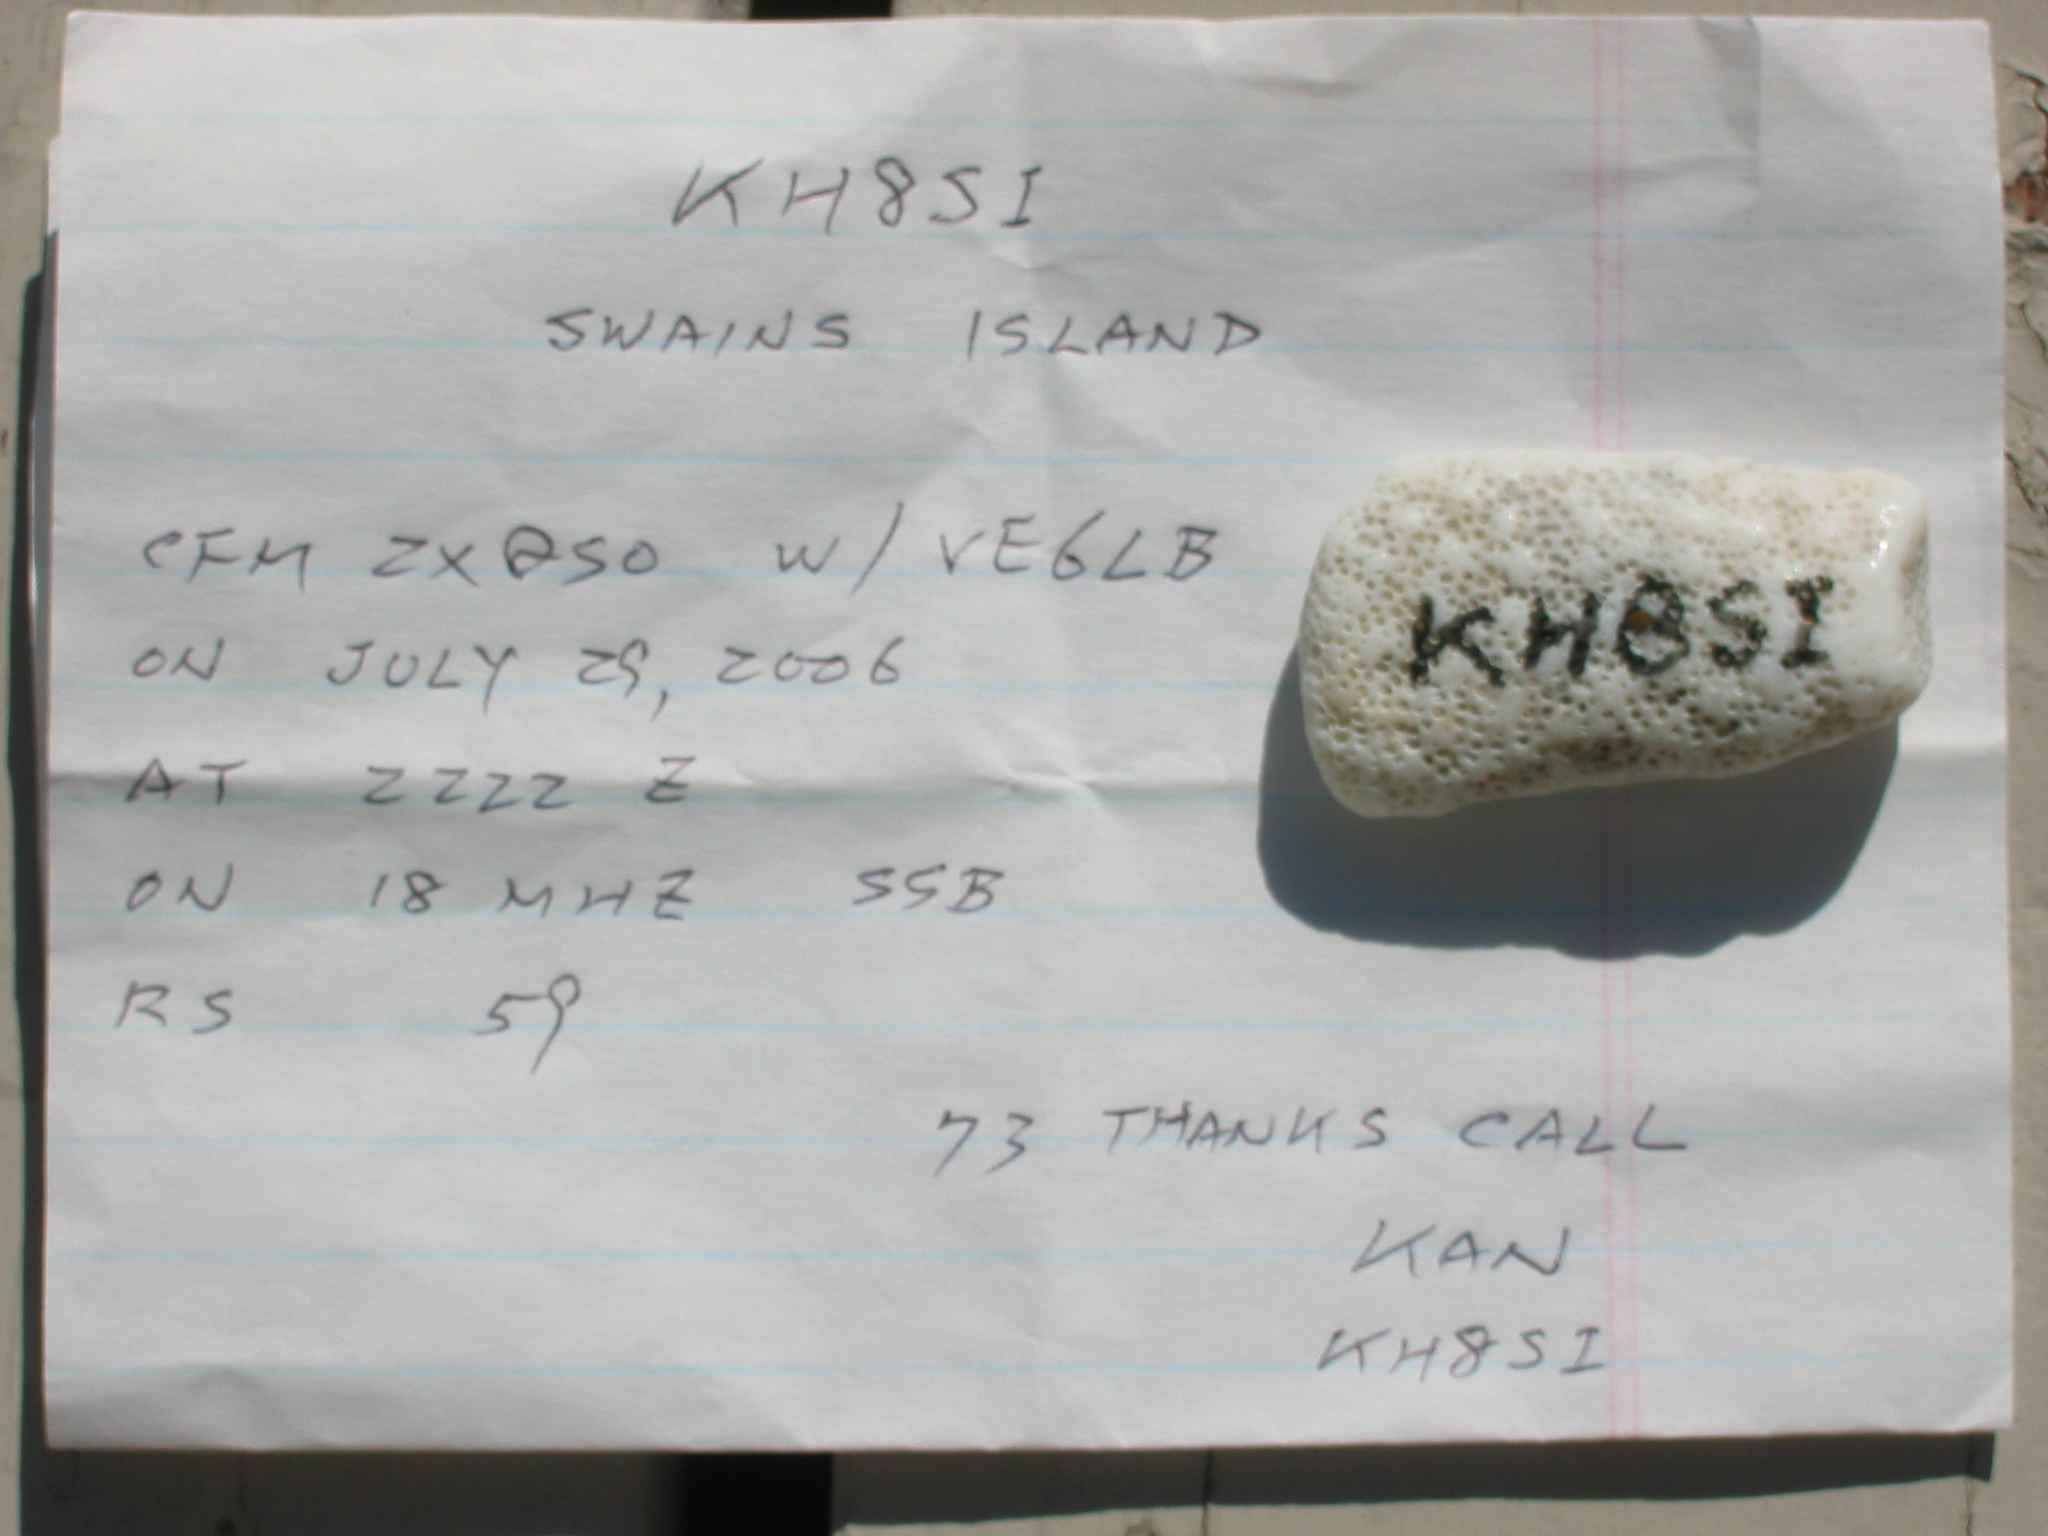 KH8SI
SWAINS ISLAND
CFM 2XQSO W/ VE6LB
ON JULY 29, 2006
AT 2222 Z
ON 18 MHZ SSB
RS 59
73 THANKS CALL
KAN
KH8SI
KH8SI